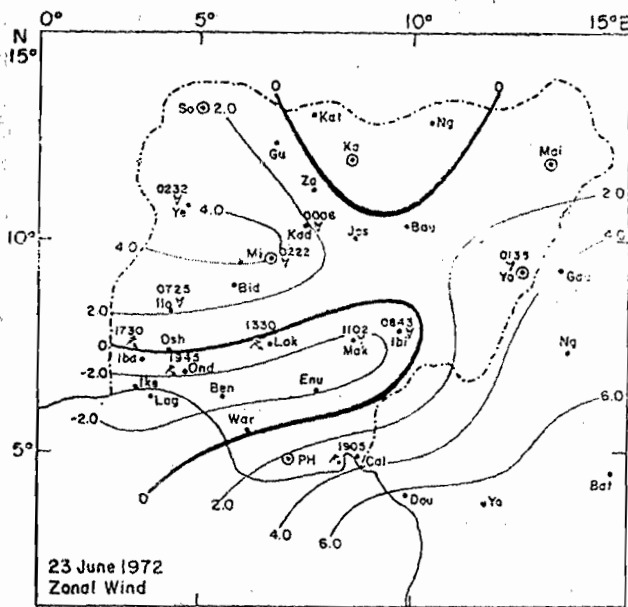 0° 5° 10° 15°E
N
15°
0 0
So 2.0 Kat Ng
Gu Ka Mai
Za
0232
Ye 4.0 0006 2.0
10° Kad Jos Bau 4.0
4.0 Mi 0222 0135
Bid Yo Gau
0725
2.0 Ilo
1730 1330 1102 0843
0 Osh Lok Mak Ibi
Iba 1945 Ng
-2.0 Ond
Ike Ben Enu
Lag 6.0
-2.0 War
5° PH 1905 Cal
0 Bat
2.0 Dou Ya
4.0
6.0
23 June 1972
Zonal Wind